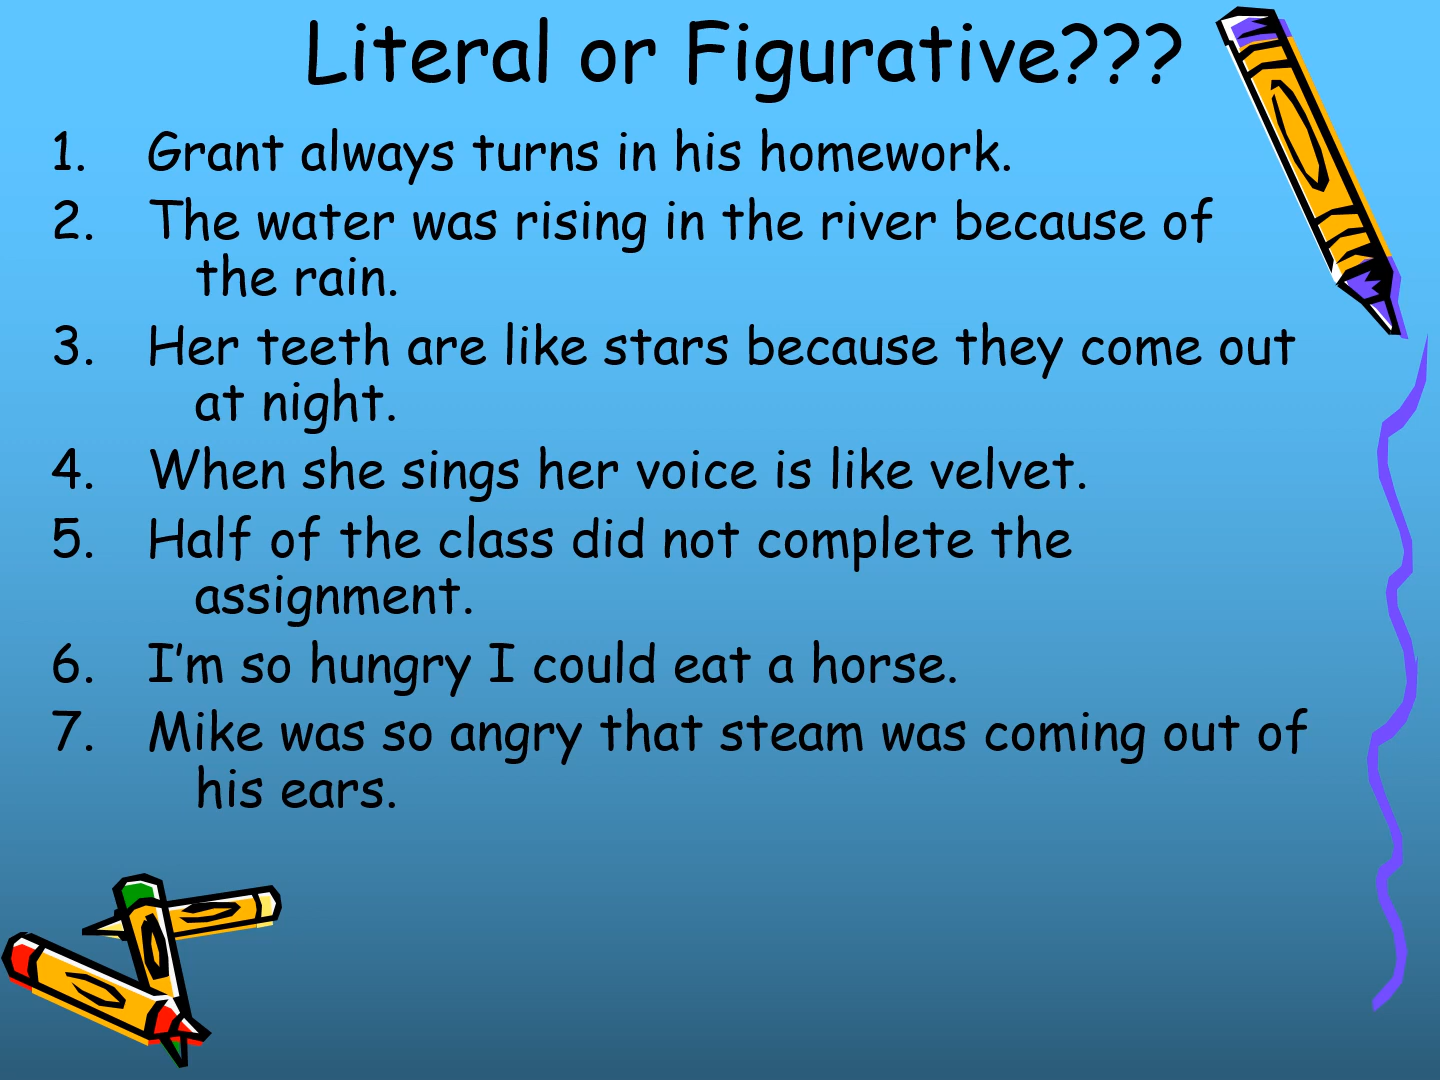 Literal or Figurative???
1. Grant always turns in his homework.
2. The water was rising in the river because of
the rain.
3. Her teeth are like stars because they come out
at night.
4. When she sings her voice is like velvet.
5. Half of the class did not complete the
assignment.
6. I’m so hungry I could eat a horse.
7. Mike was so angry that steam was coming out of
his ears.